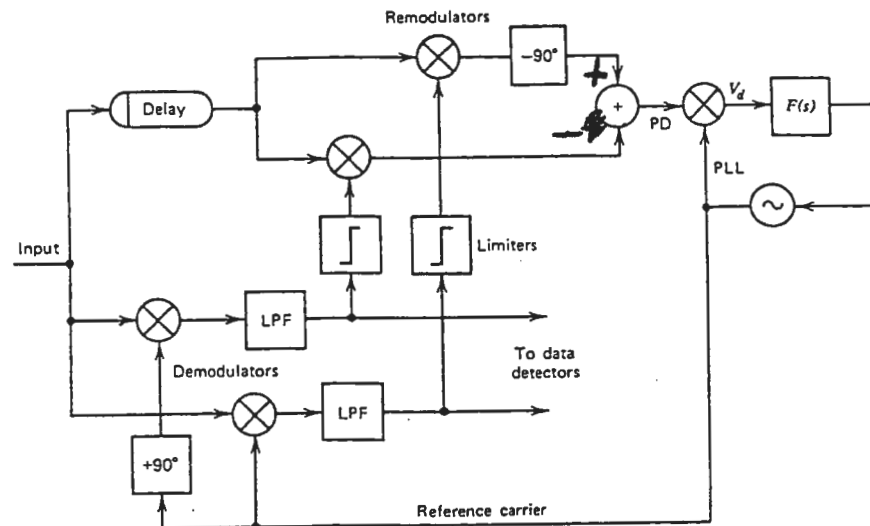 Remodulators
Delay
−90°
+
−
+
PD
V_d
F(s)
PLL
~
Input
Limiters
LPF
To data
detectors
Demodulators
LPF
+90°
Reference carrier